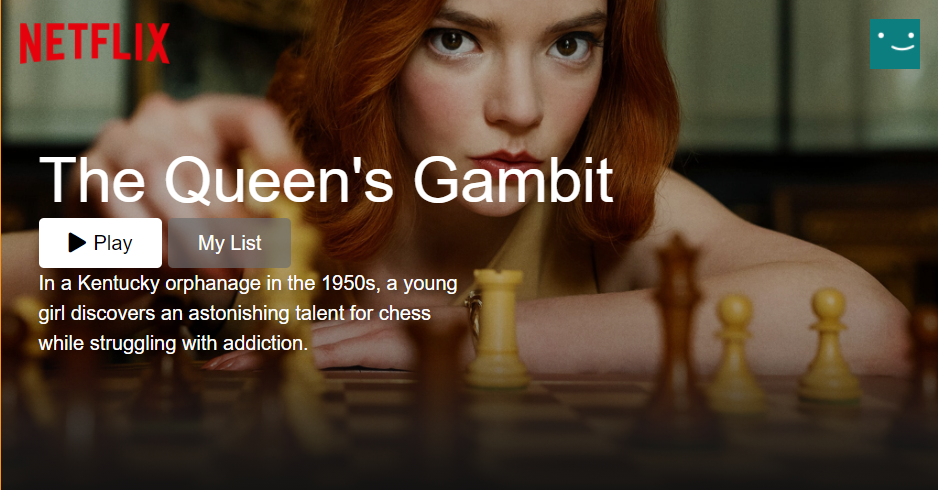 NETFLIX
The Queen's Gambit
Play
My List
In a Kentucky orphanage in the 1950s, a young
girl discovers an astonishing talent for chess
while struggling with addiction.